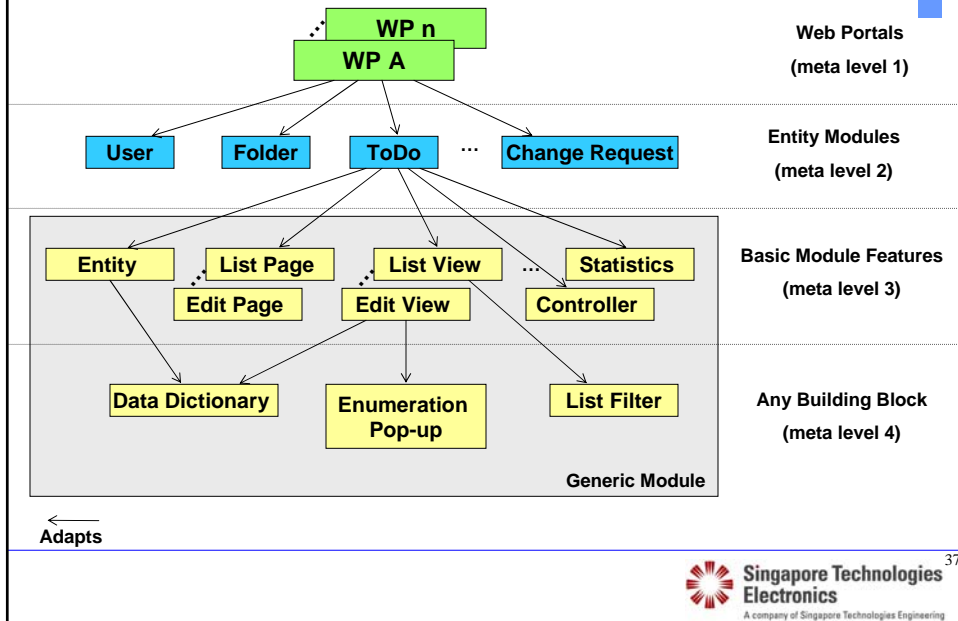 WP n
WP A
Web Portals
(meta level 1)
User
Folder
ToDo
...
Change Request
Entity Modules
(meta level 2)
Entity
List Page
List View
...
Statistics
Edit Page
Edit View
Controller
Basic Module Features
(meta level 3)
Data Dictionary
Enumeration
Pop-up
List Filter
Any Building Block
(meta level 4)
Generic Module
Adapts
37
Singapore Technologies
Electronics
A company of Singapore Technologies Engineering